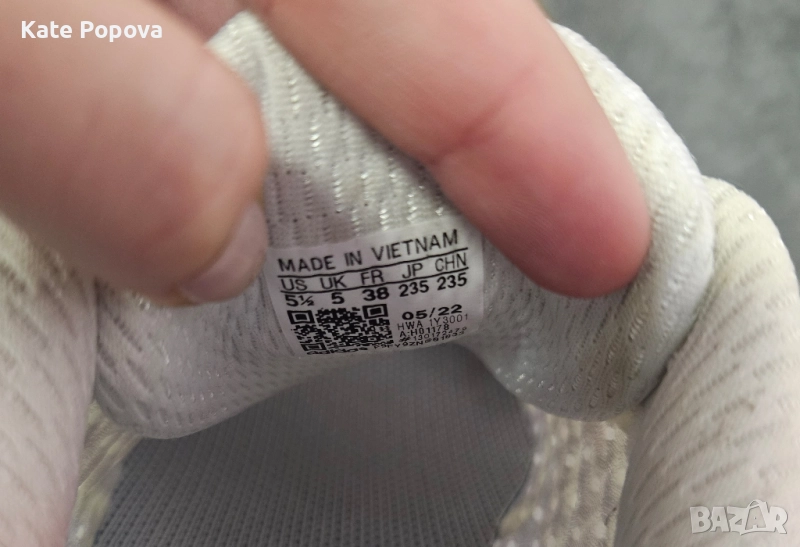 Kate Popova
MADE IN VIETNAM
US UK FR JP CHN
5½ 5 38 235 235
05/22
HWA 1Y3001
BAZAR